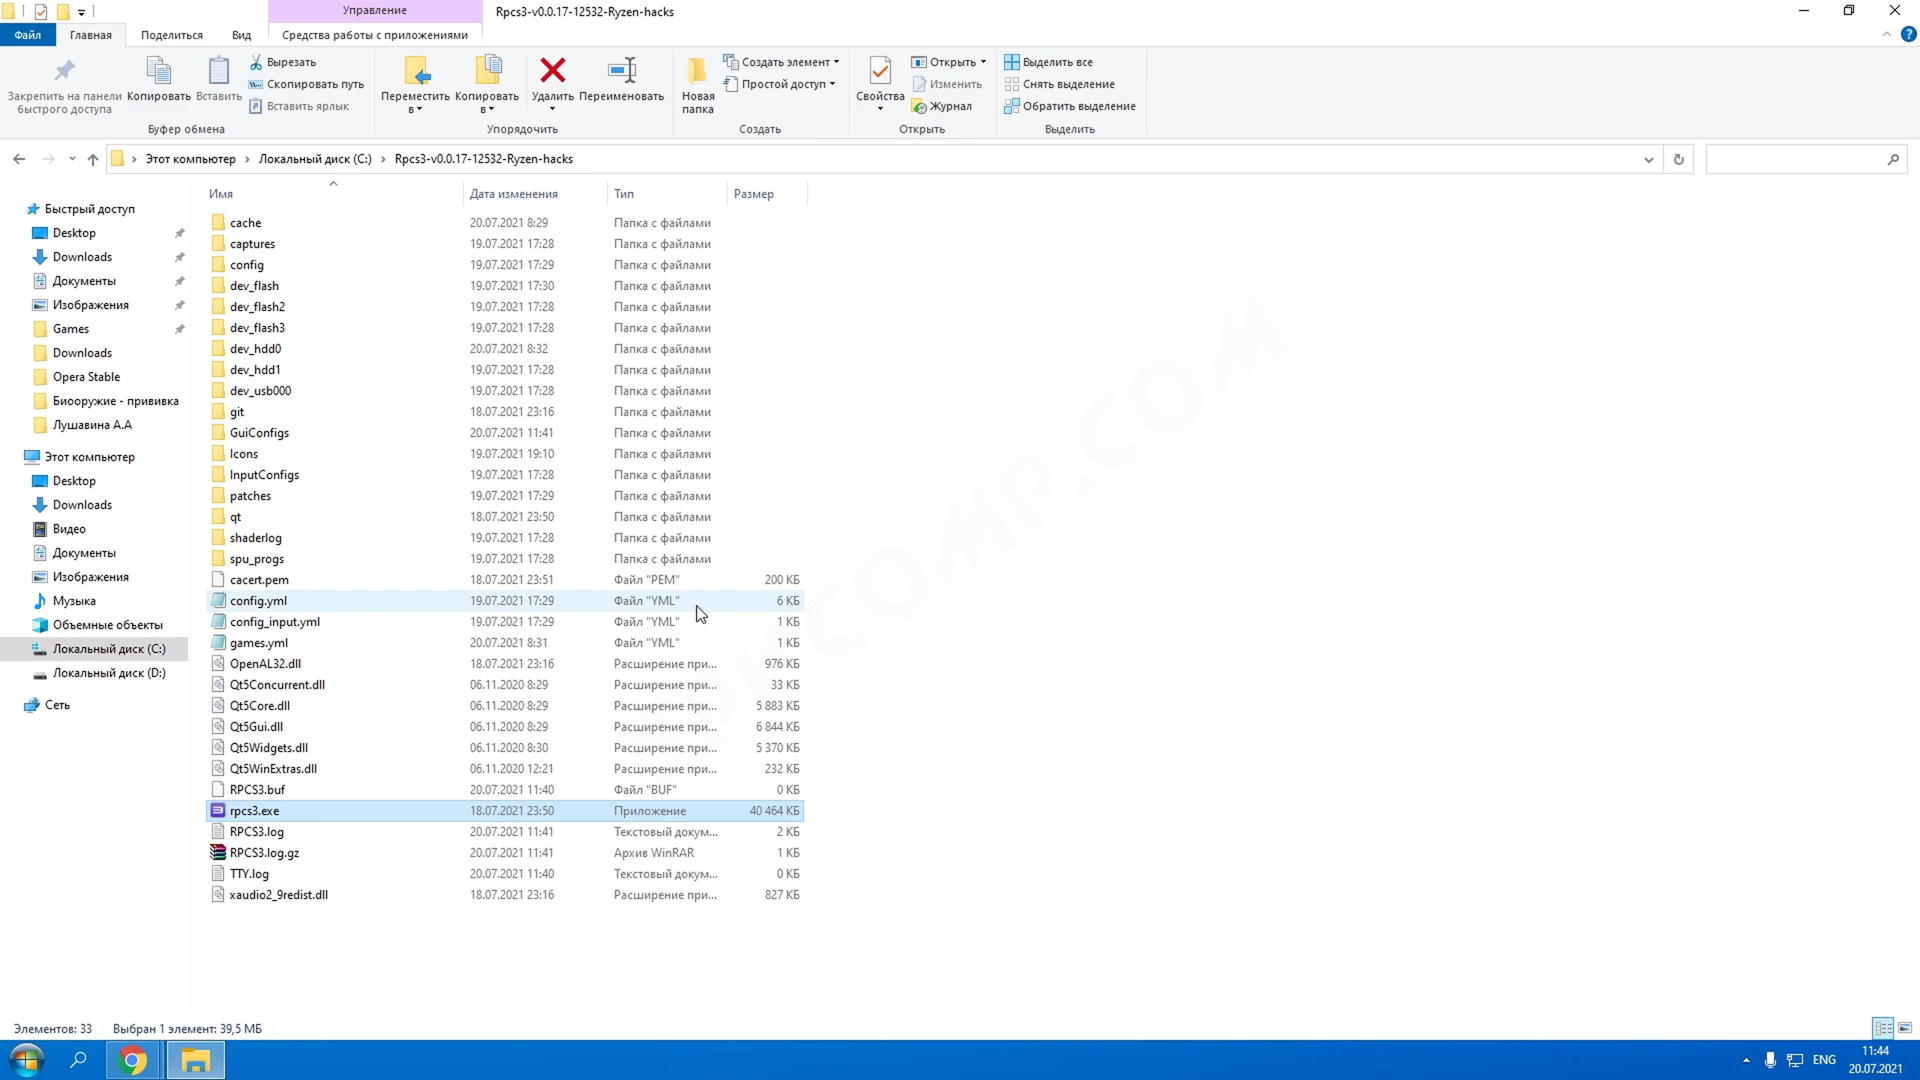 Управление
Rpcs3-v0.0.17-12532-Ryzen-hacks
Файл
Главная
Поделиться
Вид
Средства работы с приложениями
Закрепить на панели быстрого доступа
Копировать
Вставить
Вырезать
Скопировать путь
Вставить ярлык
Буфер обмена
Переместить в
Копировать в
Удалить
Переименовать
Упорядочить
Новая папка
Создать элемент
Простой доступ
Создать
Свойства
Открыть
Изменить
Журнал
Открыть
Выделить все
Снять выделение
Обратить выделение
Выделить
Этот компьютер > Локальный диск (C:) > Rpcs3-v0.0.17-12532-Ryzen-hacks
Быстрый доступ
Desktop
Downloads
Документы
Изображения
Games
Downloads
Opera Stable
Биооружие - прививка
Лушавина А.А
Этот компьютер
Desktop
Downloads
Видео
Документы
Изображения
Музыка
Объемные объекты
Локальный диск (C:)
Локальный диск (D:)
Сеть
Имя Дата изменения Тип Размер
cache 20.07.2021 8:29 Папка с файлами
captures 19.07.2021 17:28 Папка с файлами
config 19.07.2021 17:29 Папка с файлами
dev_flash 19.07.2021 17:30 Папка с файлами
dev_flash2 19.07.2021 17:28 Папка с файлами
dev_flash3 19.07.2021 17:28 Папка с файлами
dev_hdd0 20.07.2021 8:32 Папка с файлами
dev_hdd1 19.07.2021 17:28 Папка с файлами
dev_usb000 19.07.2021 17:28 Папка с файлами
git 18.07.2021 23:16 Папка с файлами
GuiConfigs 20.07.2021 11:41 Папка с файлами
Icons 19.07.2021 19:10 Папка с файлами
InputConfigs 19.07.2021 17:28 Папка с файлами
patches 19.07.2021 17:29 Папка с файлами
qt 18.07.2021 23:50 Папка с файлами
shaderlog 19.07.2021 17:28 Папка с файлами
spu_progs 19.07.2021 17:28 Папка с файлами
cacert.pem 18.07.2021 23:51 Файл "PEM" 200 КБ
config.yml 19.07.2021 17:29 Файл "YML" 6 КБ
config_input.yml 19.07.2021 17:29 Файл "YML" 1 КБ
games.yml 20.07.2021 8:31 Файл "YML" 1 КБ
OpenAL32.dll 18.07.2021 23:16 Расширение при... 976 КБ
Qt5Concurrent.dll 06.11.2020 8:29 Расширение при... 33 КБ
Qt5Core.dll 06.11.2020 8:29 Расширение при... 5 883 КБ
Qt5Gui.dll 06.11.2020 8:29 Расширение при... 6 844 КБ
Qt5Widgets.dll 06.11.2020 8:30 Расширение при... 5 370 КБ
Qt5WinExtras.dll 06.11.2020 12:21 Расширение при... 232 КБ
RPCS3.buf 20.07.2021 11:40 Файл "BUF" 0 КБ
rpcs3.exe 18.07.2021 23:50 Приложение 40 464 КБ
RPCS3.log 20.07.2021 11:41 Текстовый докум... 2 КБ
RPCS3.log.gz 20.07.2021 11:41 Архив WinRAR 1 КБ
TTY.log 20.07.2021 11:40 Текстовый докум... 0 КБ
xaudio2_9redist.dll 18.07.2021 23:16 Расширение при... 827 КБ
Элементов: 33 Выбран 1 элемент: 39,5 МБ
ENG
11:44
20.07.2021